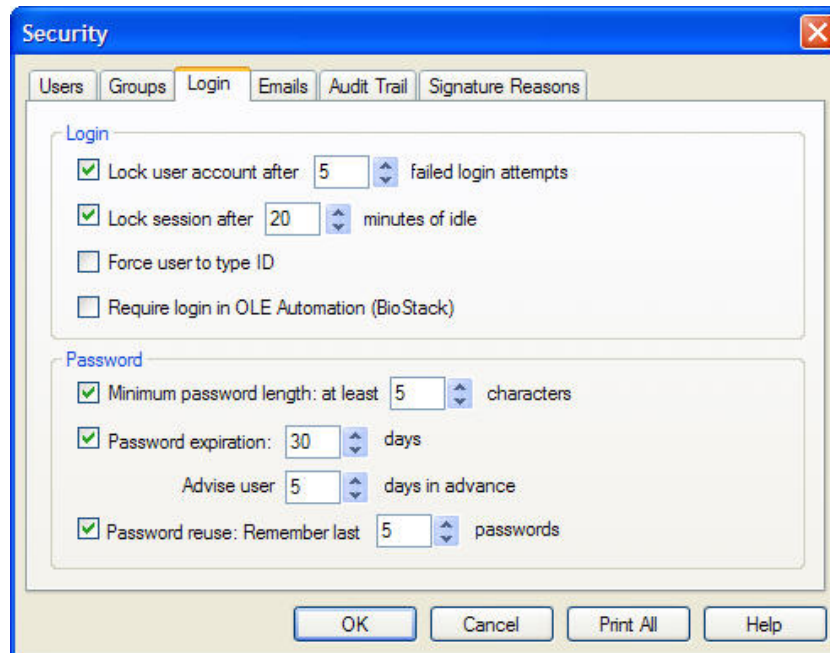 Security
Users Groups Login Emails Audit Trail Signature Reasons
Login
Lock user account after 5 failed login attempts
Lock session after 20 minutes of idle
Force user to type ID
Require login in OLE Automation (BioStack)
Password
Minimum password length: at least 5 characters
Password expiration: 30 days
Advise user 5 days in advance
Password reuse: Remember last 5 passwords
OK Cancel Print All Help